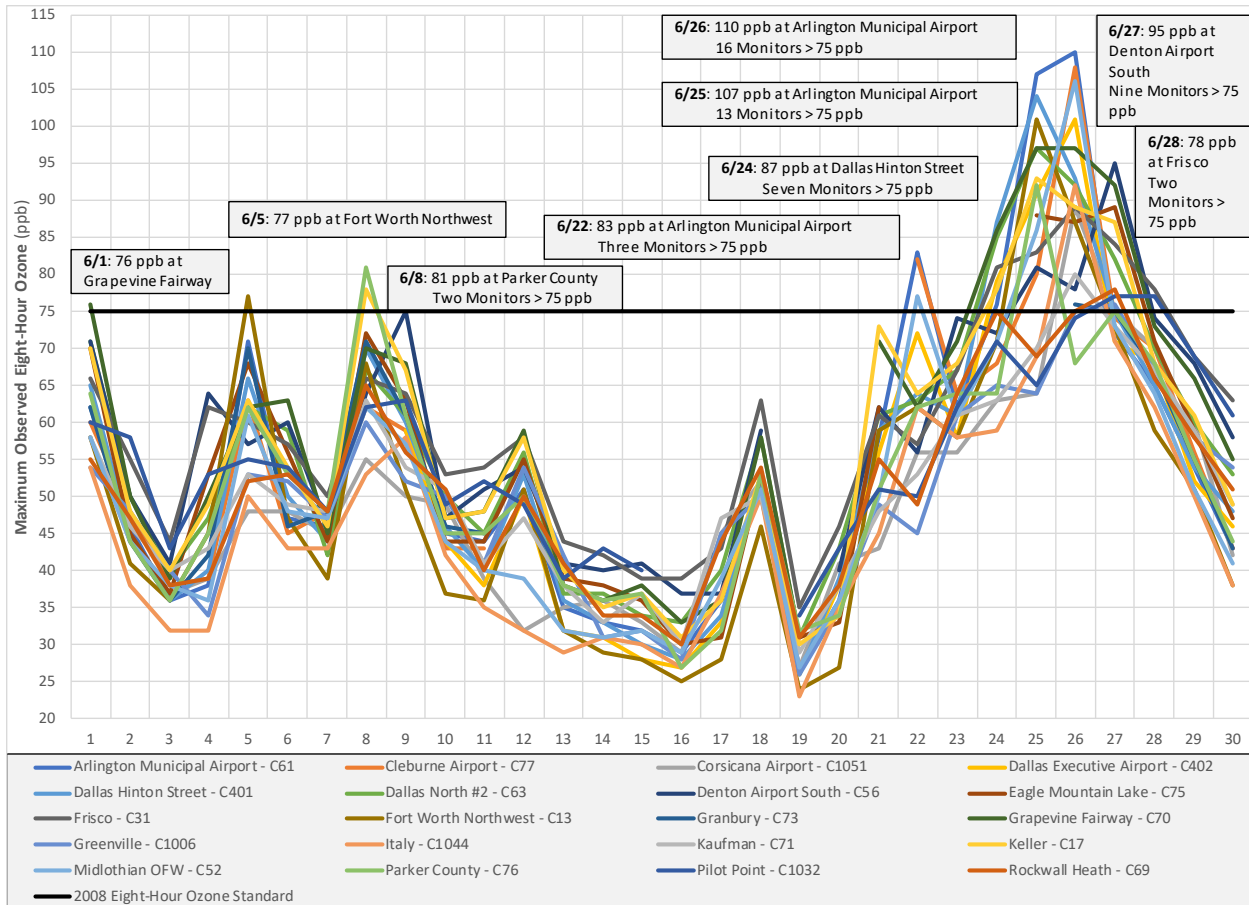 115
110
105
100
95
90
85
80
75
70
65
60
55
50
45
40
35
30
25
20
Maximum Observed Eight-Hour Ozone (ppb)
6/1: 76 ppb at
Grapevine Fairway
6/5: 77 ppb at Fort Worth Northwest
6/8: 81 ppb at Parker County
Two Monitors > 75 ppb
6/22: 83 ppb at Arlington Municipal Airport
Three Monitors > 75 ppb
6/24: 87 ppb at Dallas Hinton Street
Seven Monitors > 75 ppb
6/25: 107 ppb at Arlington Municipal Airport
13 Monitors > 75 ppb
6/26: 110 ppb at Arlington Municipal Airport
16 Monitors > 75 ppb
6/27: 95 ppb at
Denton Airport
South
Nine Monitors > 75
ppb
6/28: 78 ppb
at Frisco
Two
Monitors >
75 ppb
1 2 3 4 5 6 7 8 9 10 11 12 13 14 15 16 17 18 19 20 21 22 23 24 25 26 27 28 29 30
Arlington Municipal Airport - C61 Cleburne Airport - C77 Corsicana Airport - C1051 Dallas Executive Airport - C402
Dallas Hinton Street - C401 Dallas North #2 - C63 Denton Airport South - C56 Eagle Mountain Lake - C75
Frisco - C31 Fort Worth Northwest - C13 Granbury - C73 Grapevine Fairway - C70
Greenville - C1006 Italy - C1044 Kaufman - C71 Keller - C17
Midlothian OFW - C52 Parker County - C76 Pilot Point - C1032 Rockwall Heath - C69
2008 Eight-Hour Ozone Standard